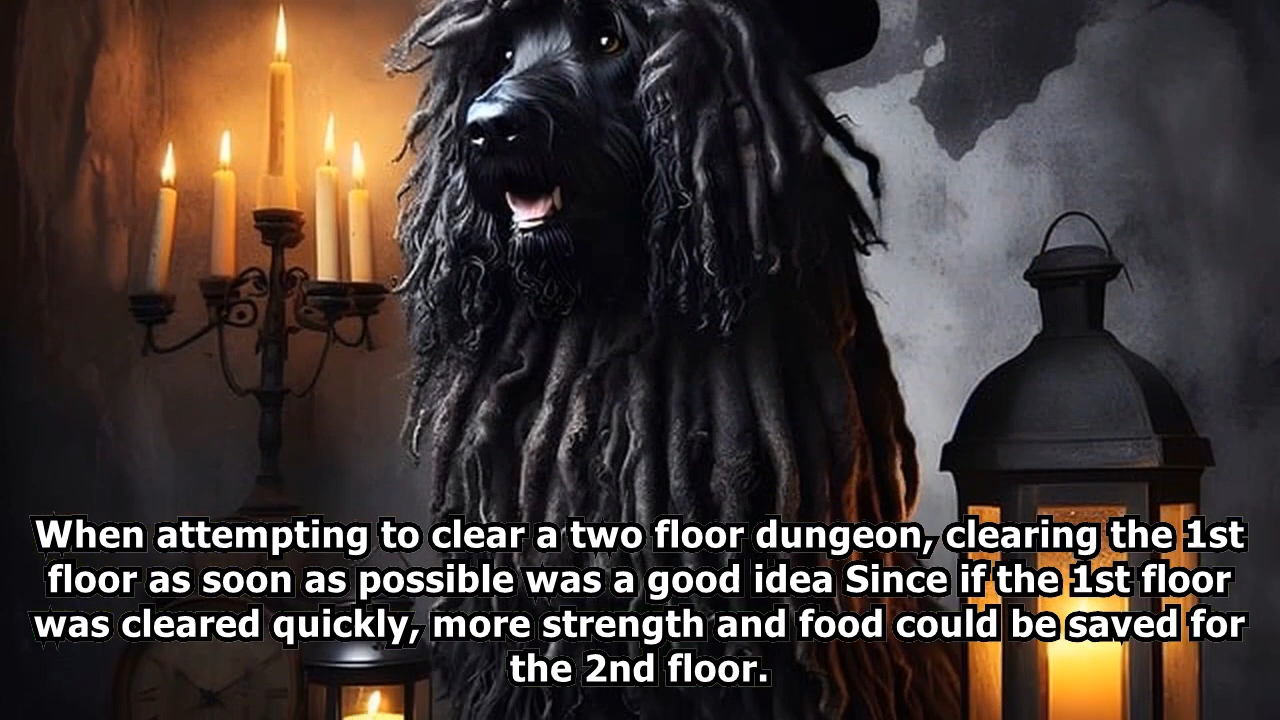 When attempting to clear a two floor dungeon, clearing the 1st
floor as soon as possible was a good idea Since if the 1st floor
was cleared quickly, more strength and food could be saved for
the 2nd floor.